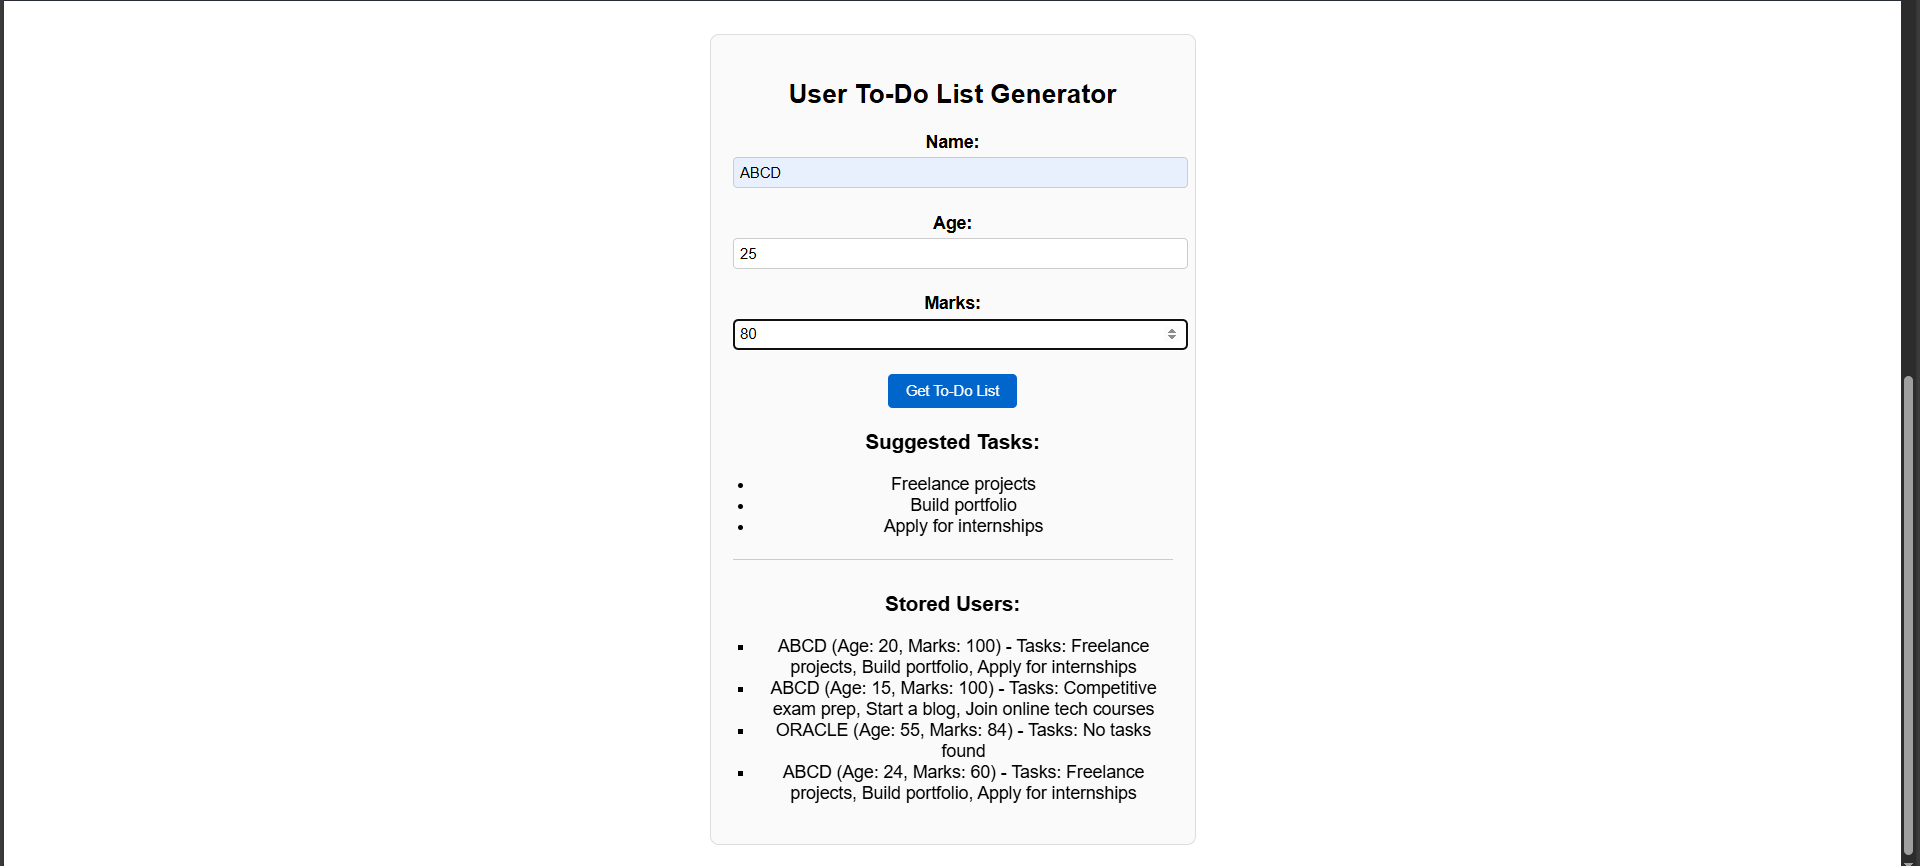 User To-Do List Generator
Name:
ABCD
Age:
25
Marks:
80
Get To-Do List
Suggested Tasks:
Freelance projects
Build portfolio
Apply for internships
Stored Users:
ABCD (Age: 20, Marks: 100) - Tasks: Freelance
projects, Build portfolio, Apply for internships
ABCD (Age: 15, Marks: 100) - Tasks: Competitive
exam prep, Start a blog, Join online tech courses
ORACLE (Age: 55, Marks: 84) - Tasks: No tasks
found
ABCD (Age: 24, Marks: 60) - Tasks: Freelance
projects, Build portfolio, Apply for internships